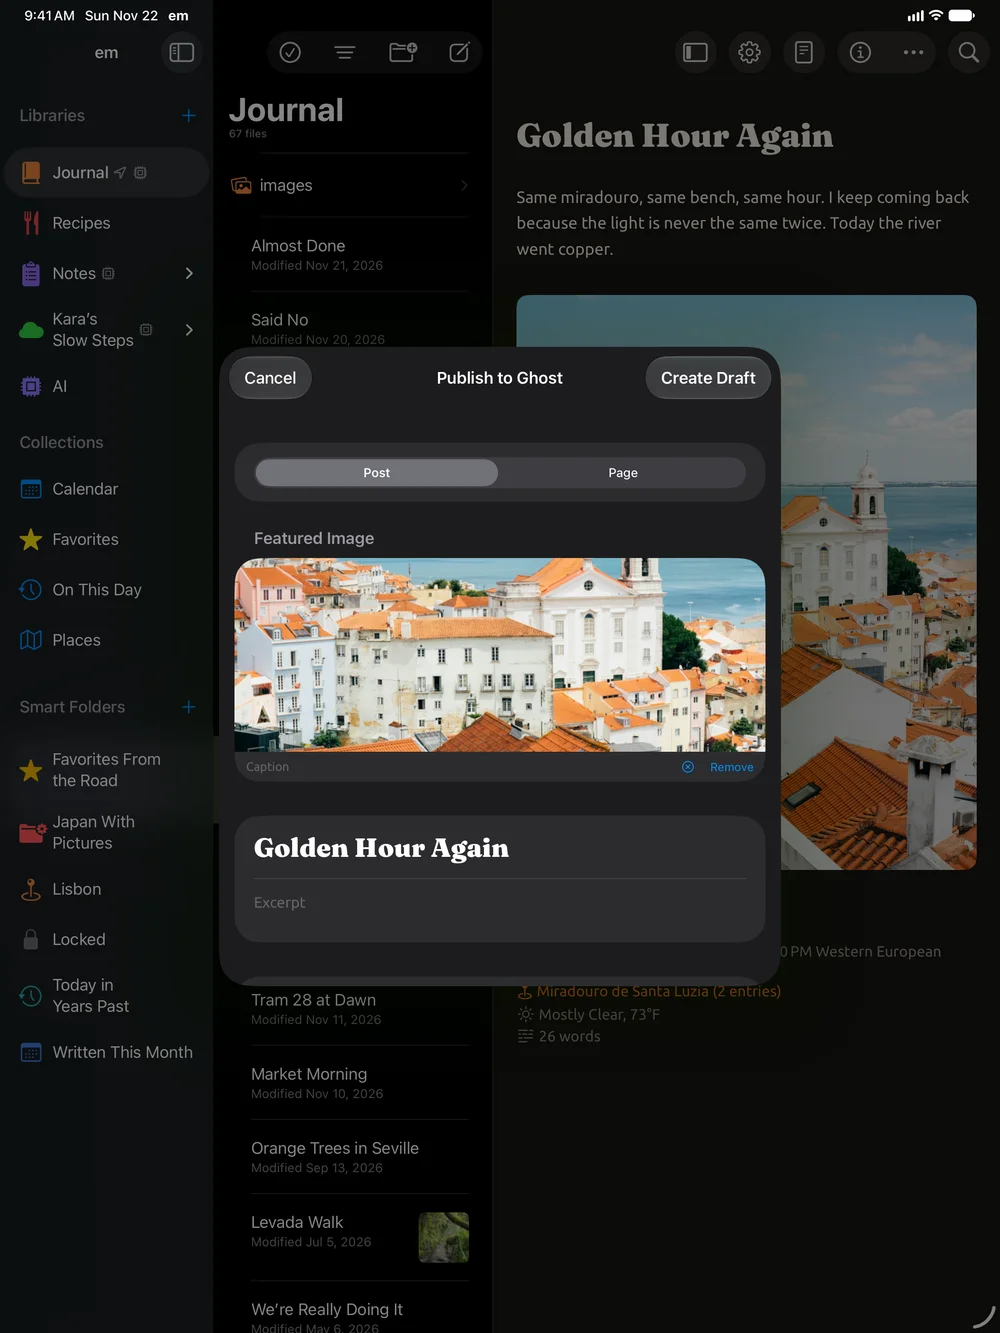 9:41 AM Sun Nov 22 em
em
Libraries
Journal
Recipes
Notes
Kara's
Slow Steps
AI
Collections
Calendar
Favorites
On This Day
Places
Smart Folders
Favorites From
the Road
Japan With
Pictures
Lisbon
Locked
Today in
Years Past
Written This Month
Journal
67 files
images
Almost Done
Modified Nov 21, 2026
Said No
Modified Nov 20, 2026
Cancel
Publish to Ghost
Create Draft
Post
Page
Featured Image
Caption
Remove
Golden Hour Again
Excerpt
Tram 28 at Dawn
Modified Nov 11, 2026
Market Morning
Modified Nov 10, 2026
Orange Trees in Seville
Modified Sep 13, 2026
Levada Walk
Modified Jul 5, 2026
We're Really Doing It
Modified May 6, 2026
Golden Hour Again
Same miradouro, same bench, same hour. I keep coming back
because the light is never the same twice. Today the river
went copper.
0 PM Western European
Miradouro de Santa Luzia (2 entries)
Mostly Clear, 73°F
26 words